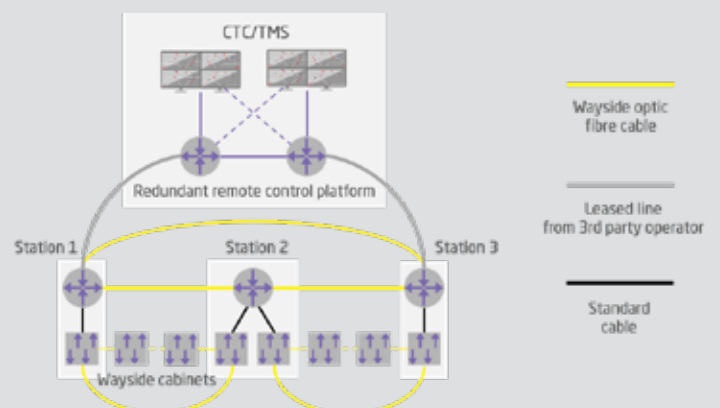 CTC/TMS
Redundant remote control platform
Station 1
Station 2
Station 3
Wayside cabinets
Wayside optic
fibre cable
Leased line
from 3rd party operator
Standard
cable